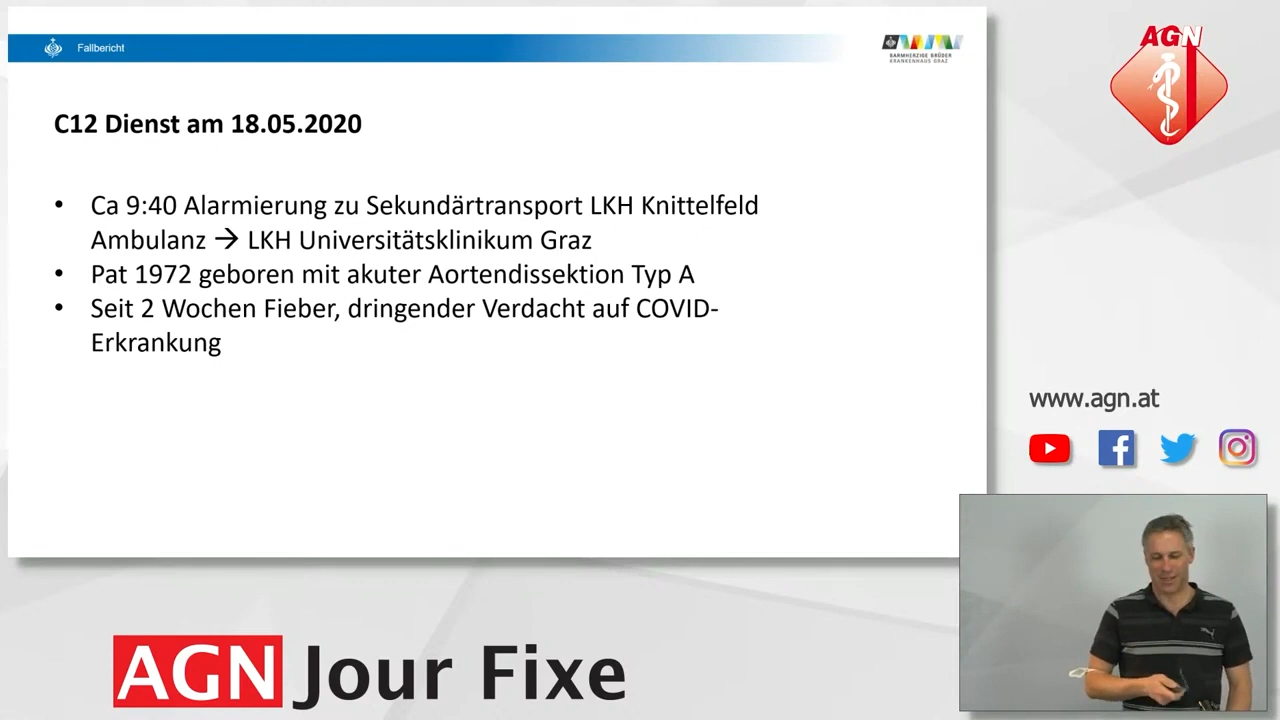 Fallbericht
BARMHERZIGE BRÜDER
KRANKENHAUS GRAZ
AGN
C12 Dienst am 18.05.2020
• Ca 9:40 Alarmierung zu Sekundärtransport LKH Knittelfeld
Ambulanz → LKH Universitätsklinikum Graz
• Pat 1972 geboren mit akuter Aortendissektion Typ A
• Seit 2 Wochen Fieber, dringender Verdacht auf COVID-
Erkrankung
www.agn.at
AGN Jour Fixe